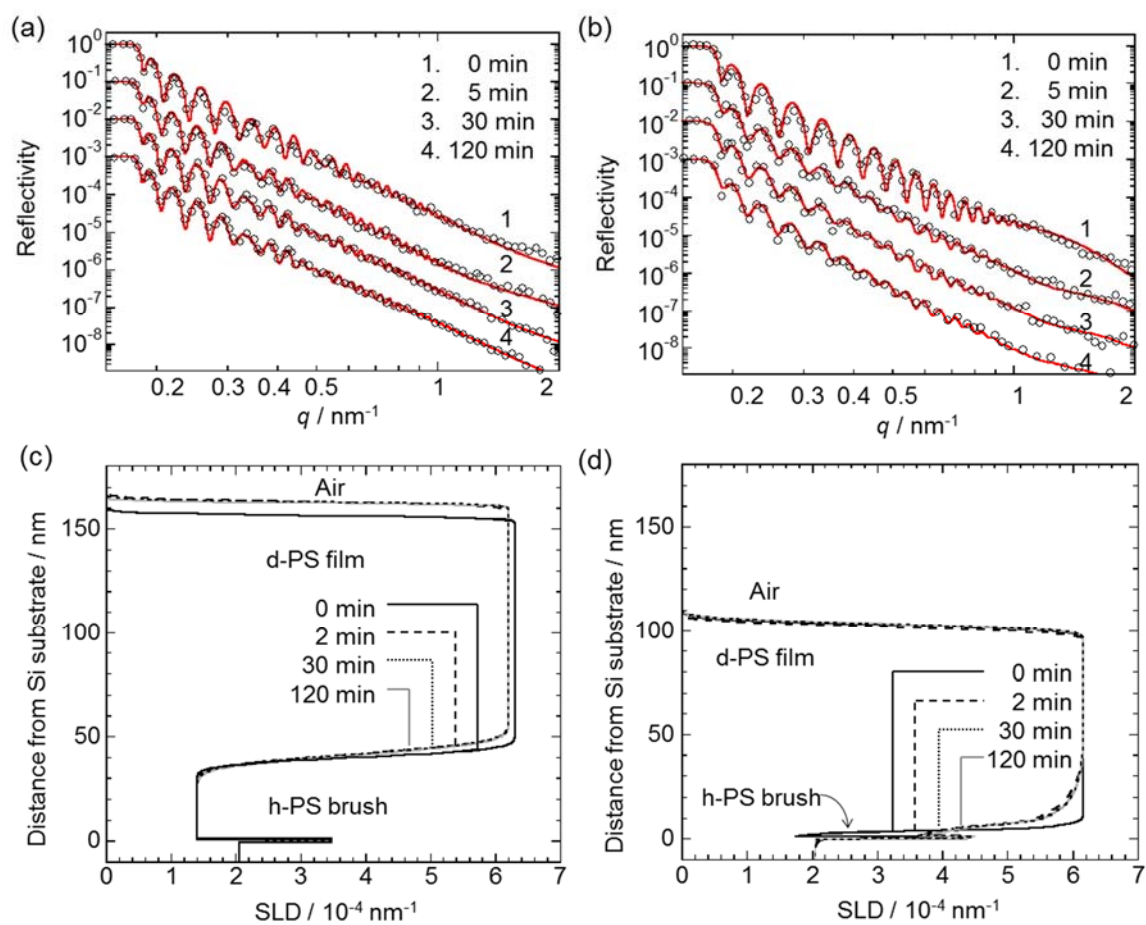 (a)
10⁰
10⁻¹
10⁻²
10⁻³
10⁻⁴
10⁻⁵
10⁻⁶
10⁻⁷
10⁻⁸
Reflectivity
1. 0 min
2. 5 min
3. 30 min
4. 120 min
1
2
3
4
0.2 0.3 0.4 0.5 1 2
q / nm⁻¹
(b)
10⁰
10⁻¹
10⁻²
10⁻³
10⁻⁴
10⁻⁵
10⁻⁶
10⁻⁷
10⁻⁸
Reflectivity
1. 0 min
2. 5 min
3. 30 min
4. 120 min
1
2
3
4
0.2 0.3 0.4 0.5 1 2
q / nm⁻¹
(c)
Distance from Si substrate / nm
150
100
50
0
Air
d-PS film
0 min
2 min
30 min
120 min
h-PS brush
0 1 2 3 4 5 6 7
SLD / 10⁻⁴ nm⁻¹
(d)
Distance from Si substrate / nm
150
100
50
0
Air
d-PS film
0 min
2 min
30 min
120 min
h-PS brush
0 1 2 3 4 5 6 7
SLD / 10⁻⁴ nm⁻¹